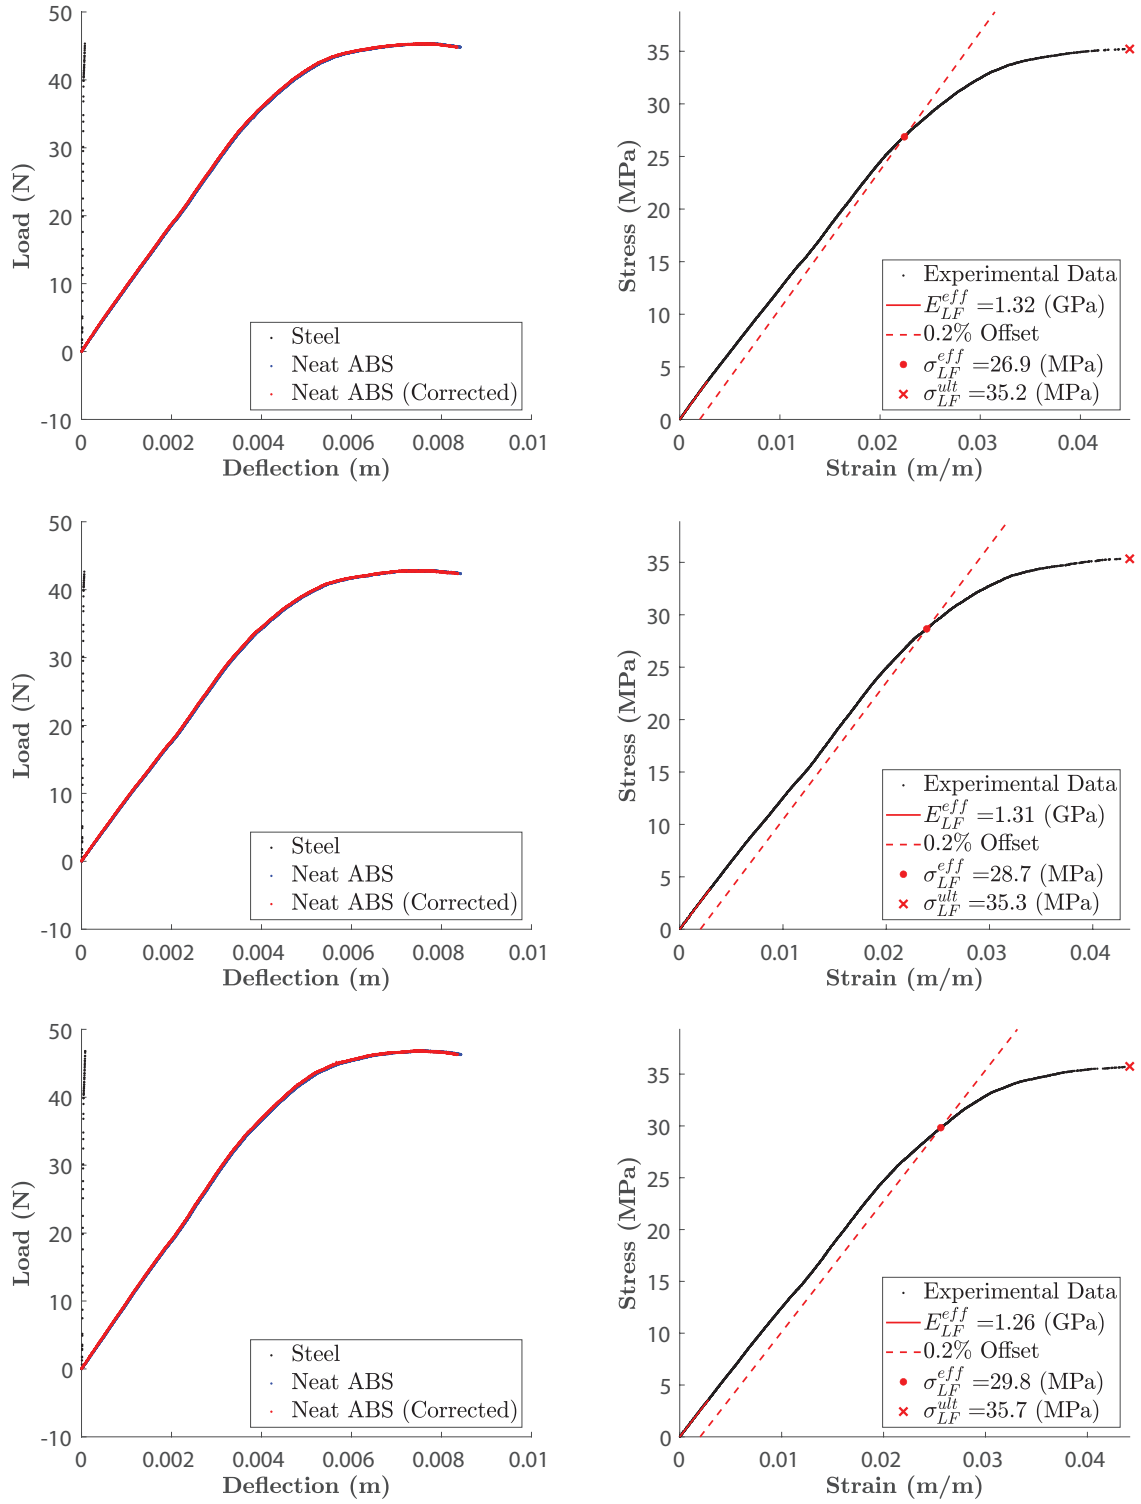 50
40
30
20
10
0
-10
Load (N)
Steel
Neat ABS
Neat ABS (Corrected)
0 0.002 0.004 0.006 0.008 0.01
Deflection (m)
35
30
25
20
15
10
5
0
Stress (MPa)
Experimental Data
E_{LF}^{eff} =1.32 (GPa)
0.2% Offset
σ_{LF}^{eff} =26.9 (MPa)
σ_{LF}^{ult} =35.2 (MPa)
0 0.01 0.02 0.03 0.04
Strain (m/m)
50
40
30
20
10
0
-10
Load (N)
Steel
Neat ABS
Neat ABS (Corrected)
0 0.002 0.004 0.006 0.008 0.01
Deflection (m)
35
30
25
20
15
10
5
0
Stress (MPa)
Experimental Data
E_{LF}^{eff} =1.31 (GPa)
0.2% Offset
σ_{LF}^{eff} =28.7 (MPa)
σ_{LF}^{ult} =35.3 (MPa)
0 0.01 0.02 0.03 0.04
Strain (m/m)
50
40
30
20
10
0
-10
Load (N)
Steel
Neat ABS
Neat ABS (Corrected)
0 0.002 0.004 0.006 0.008 0.01
Deflection (m)
35
30
25
20
15
10
5
0
Stress (MPa)
Experimental Data
E_{LF}^{eff} =1.26 (GPa)
0.2% Offset
σ_{LF}^{eff} =29.8 (MPa)
σ_{LF}^{ult} =35.7 (MPa)
0 0.01 0.02 0.03 0.04
Strain (m/m)